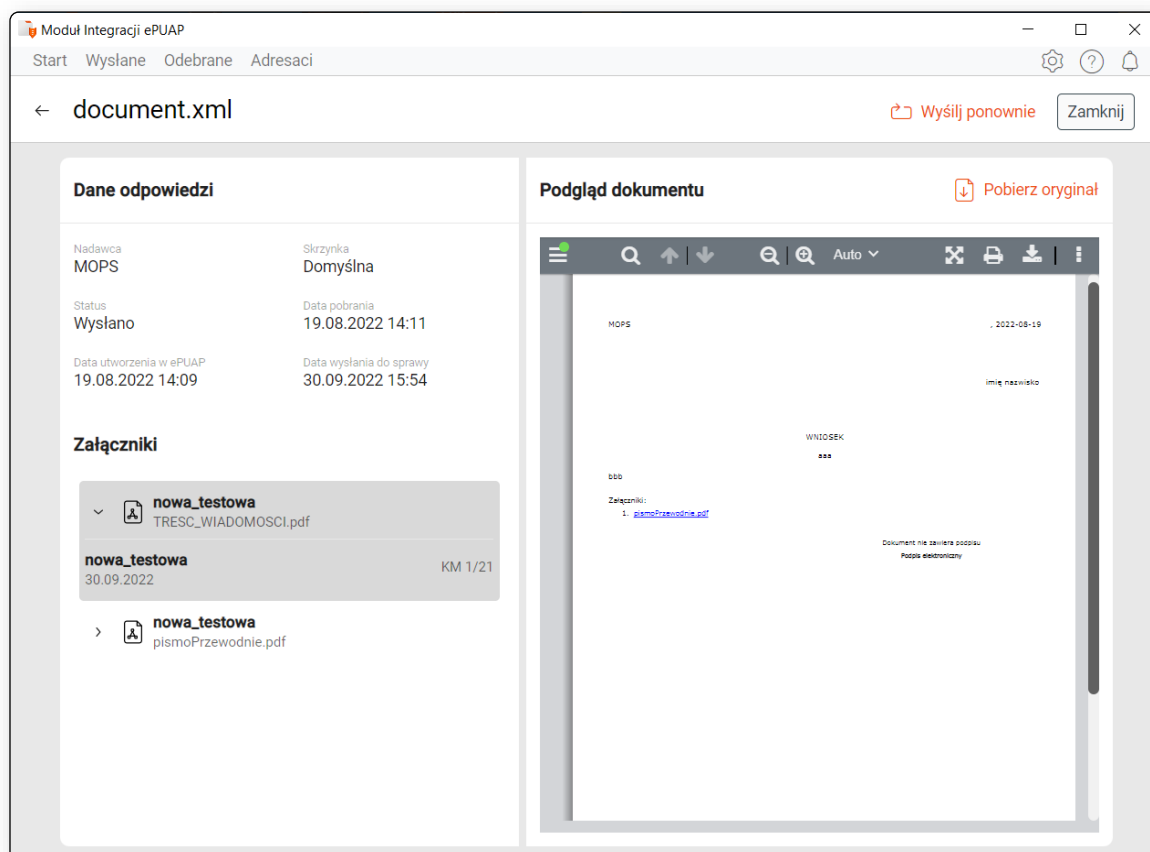 Moduł Integracji ePUAP
Start Wysłane Odebrane Adresaci
document.xml
Wyślij ponownie
Zamknij
Dane odpowiedzi
Nadawca
MOPS
Skrzynka
Domyślna
Status
Wysłano
Data pobrania
19.08.2022 14:11
Data utworzenia w ePUAP
19.08.2022 14:09
Data wysłania do sprawy
30.09.2022 15:54
Załączniki
nowa_testowa
TRESC_WIADOMOSCI.pdf
nowa_testowa
30.09.2022
KM 1/21
nowa_testowa
pismoPrzewodnie.pdf
Podgląd dokumentu
Pobierz oryginał
Auto
MOPS
, 2022-08-19
imię nazwisko
WNIOSEK
aaa
bbb
Załączniki:
1. pismoPrzewodnie.pdf
Dokument nie zawiera podpisu
Podpis elektroniczny